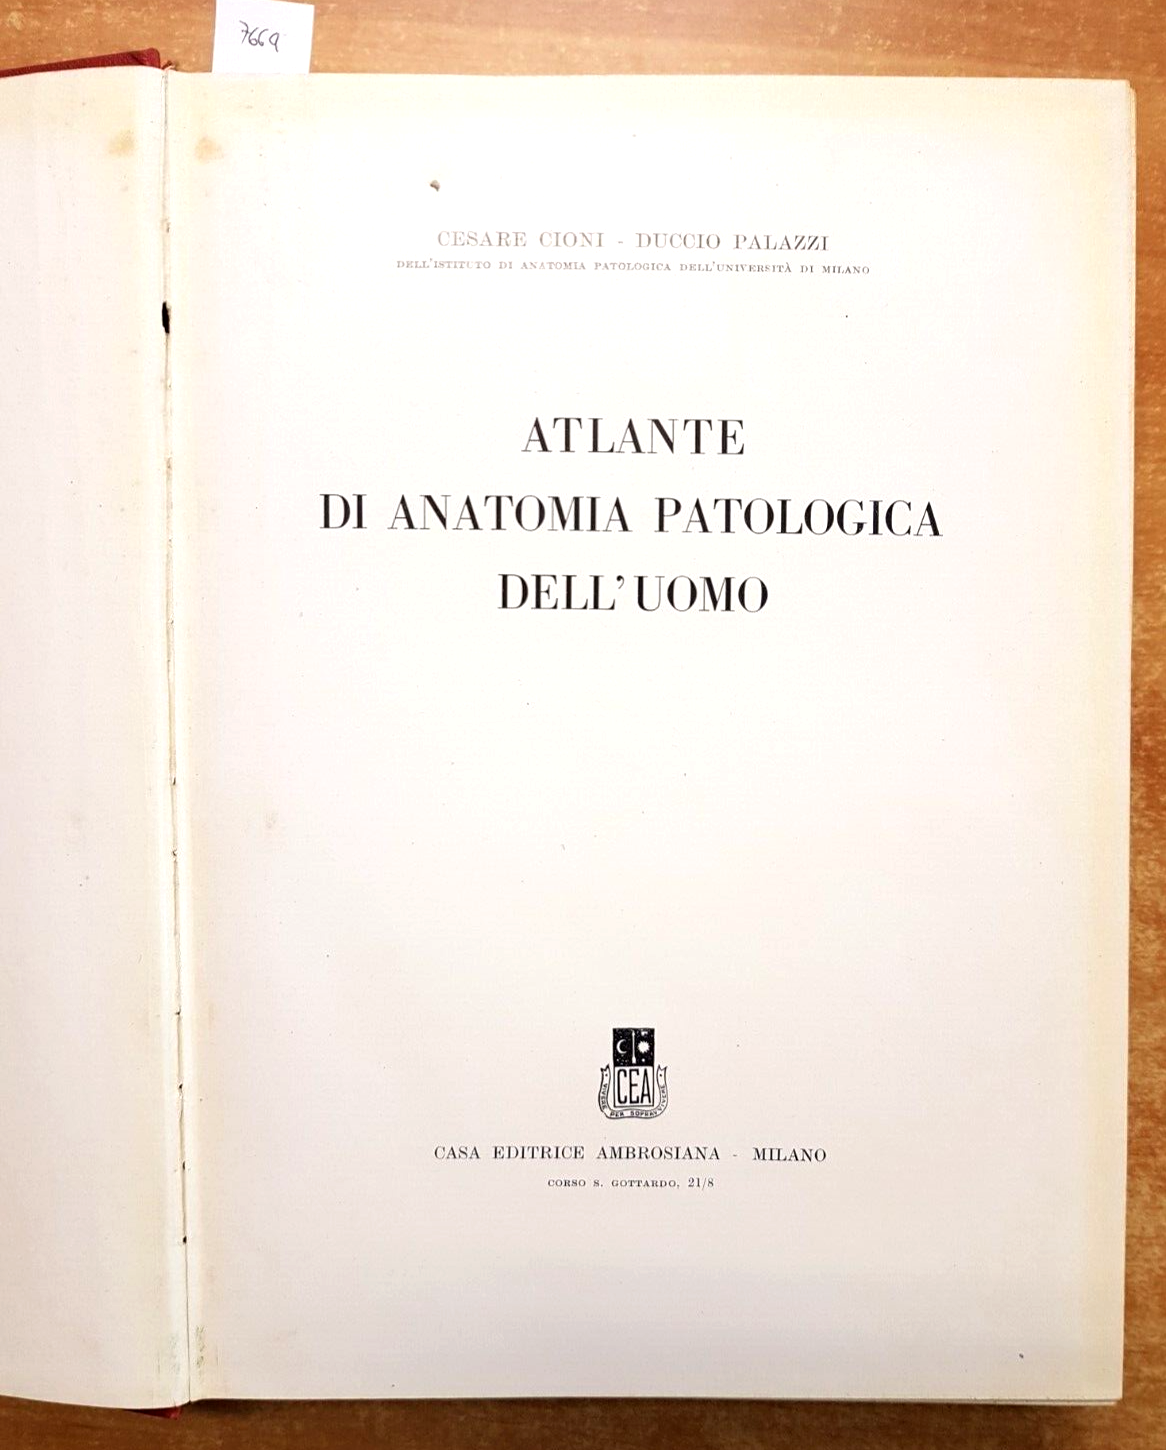 CESARE CIONI - DUCCIO PALAZZI
DELL'ISTITUTO DI ANATOMIA PATOLOGICA DELL'UNIVERSITÀ DI MILANO
ATLANTE
DI ANATOMIA PATOLOGICA
DELL'UOMO
CEA
PER
CASA EDITRICE AMBROSIANA - MILANO
CORSO S. GOTTARDO, 21/8